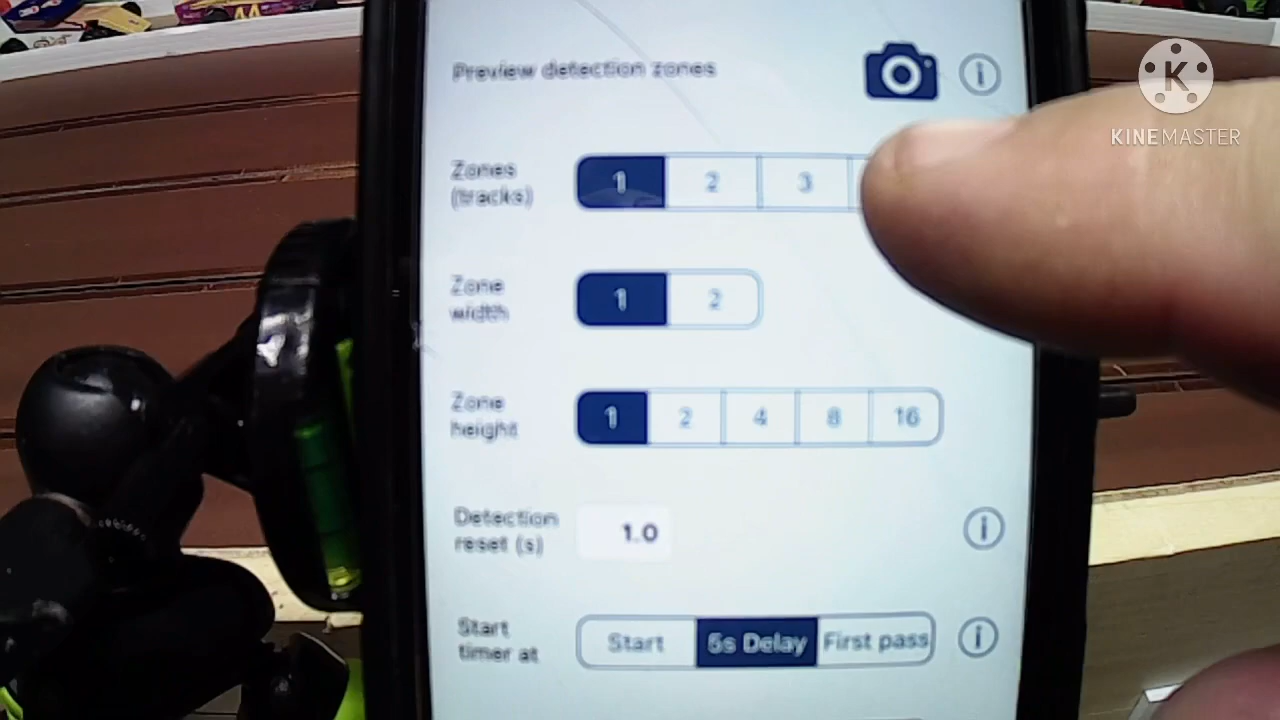 Preview detection zones
K
KINEMASTER
Zones
(tracks)
1 2 3
Zone
width
1 2
Zone
height
1 2 4 8 16
Detection
reset (s)
1.0
Start
timer at
Start 5s Delay First pass